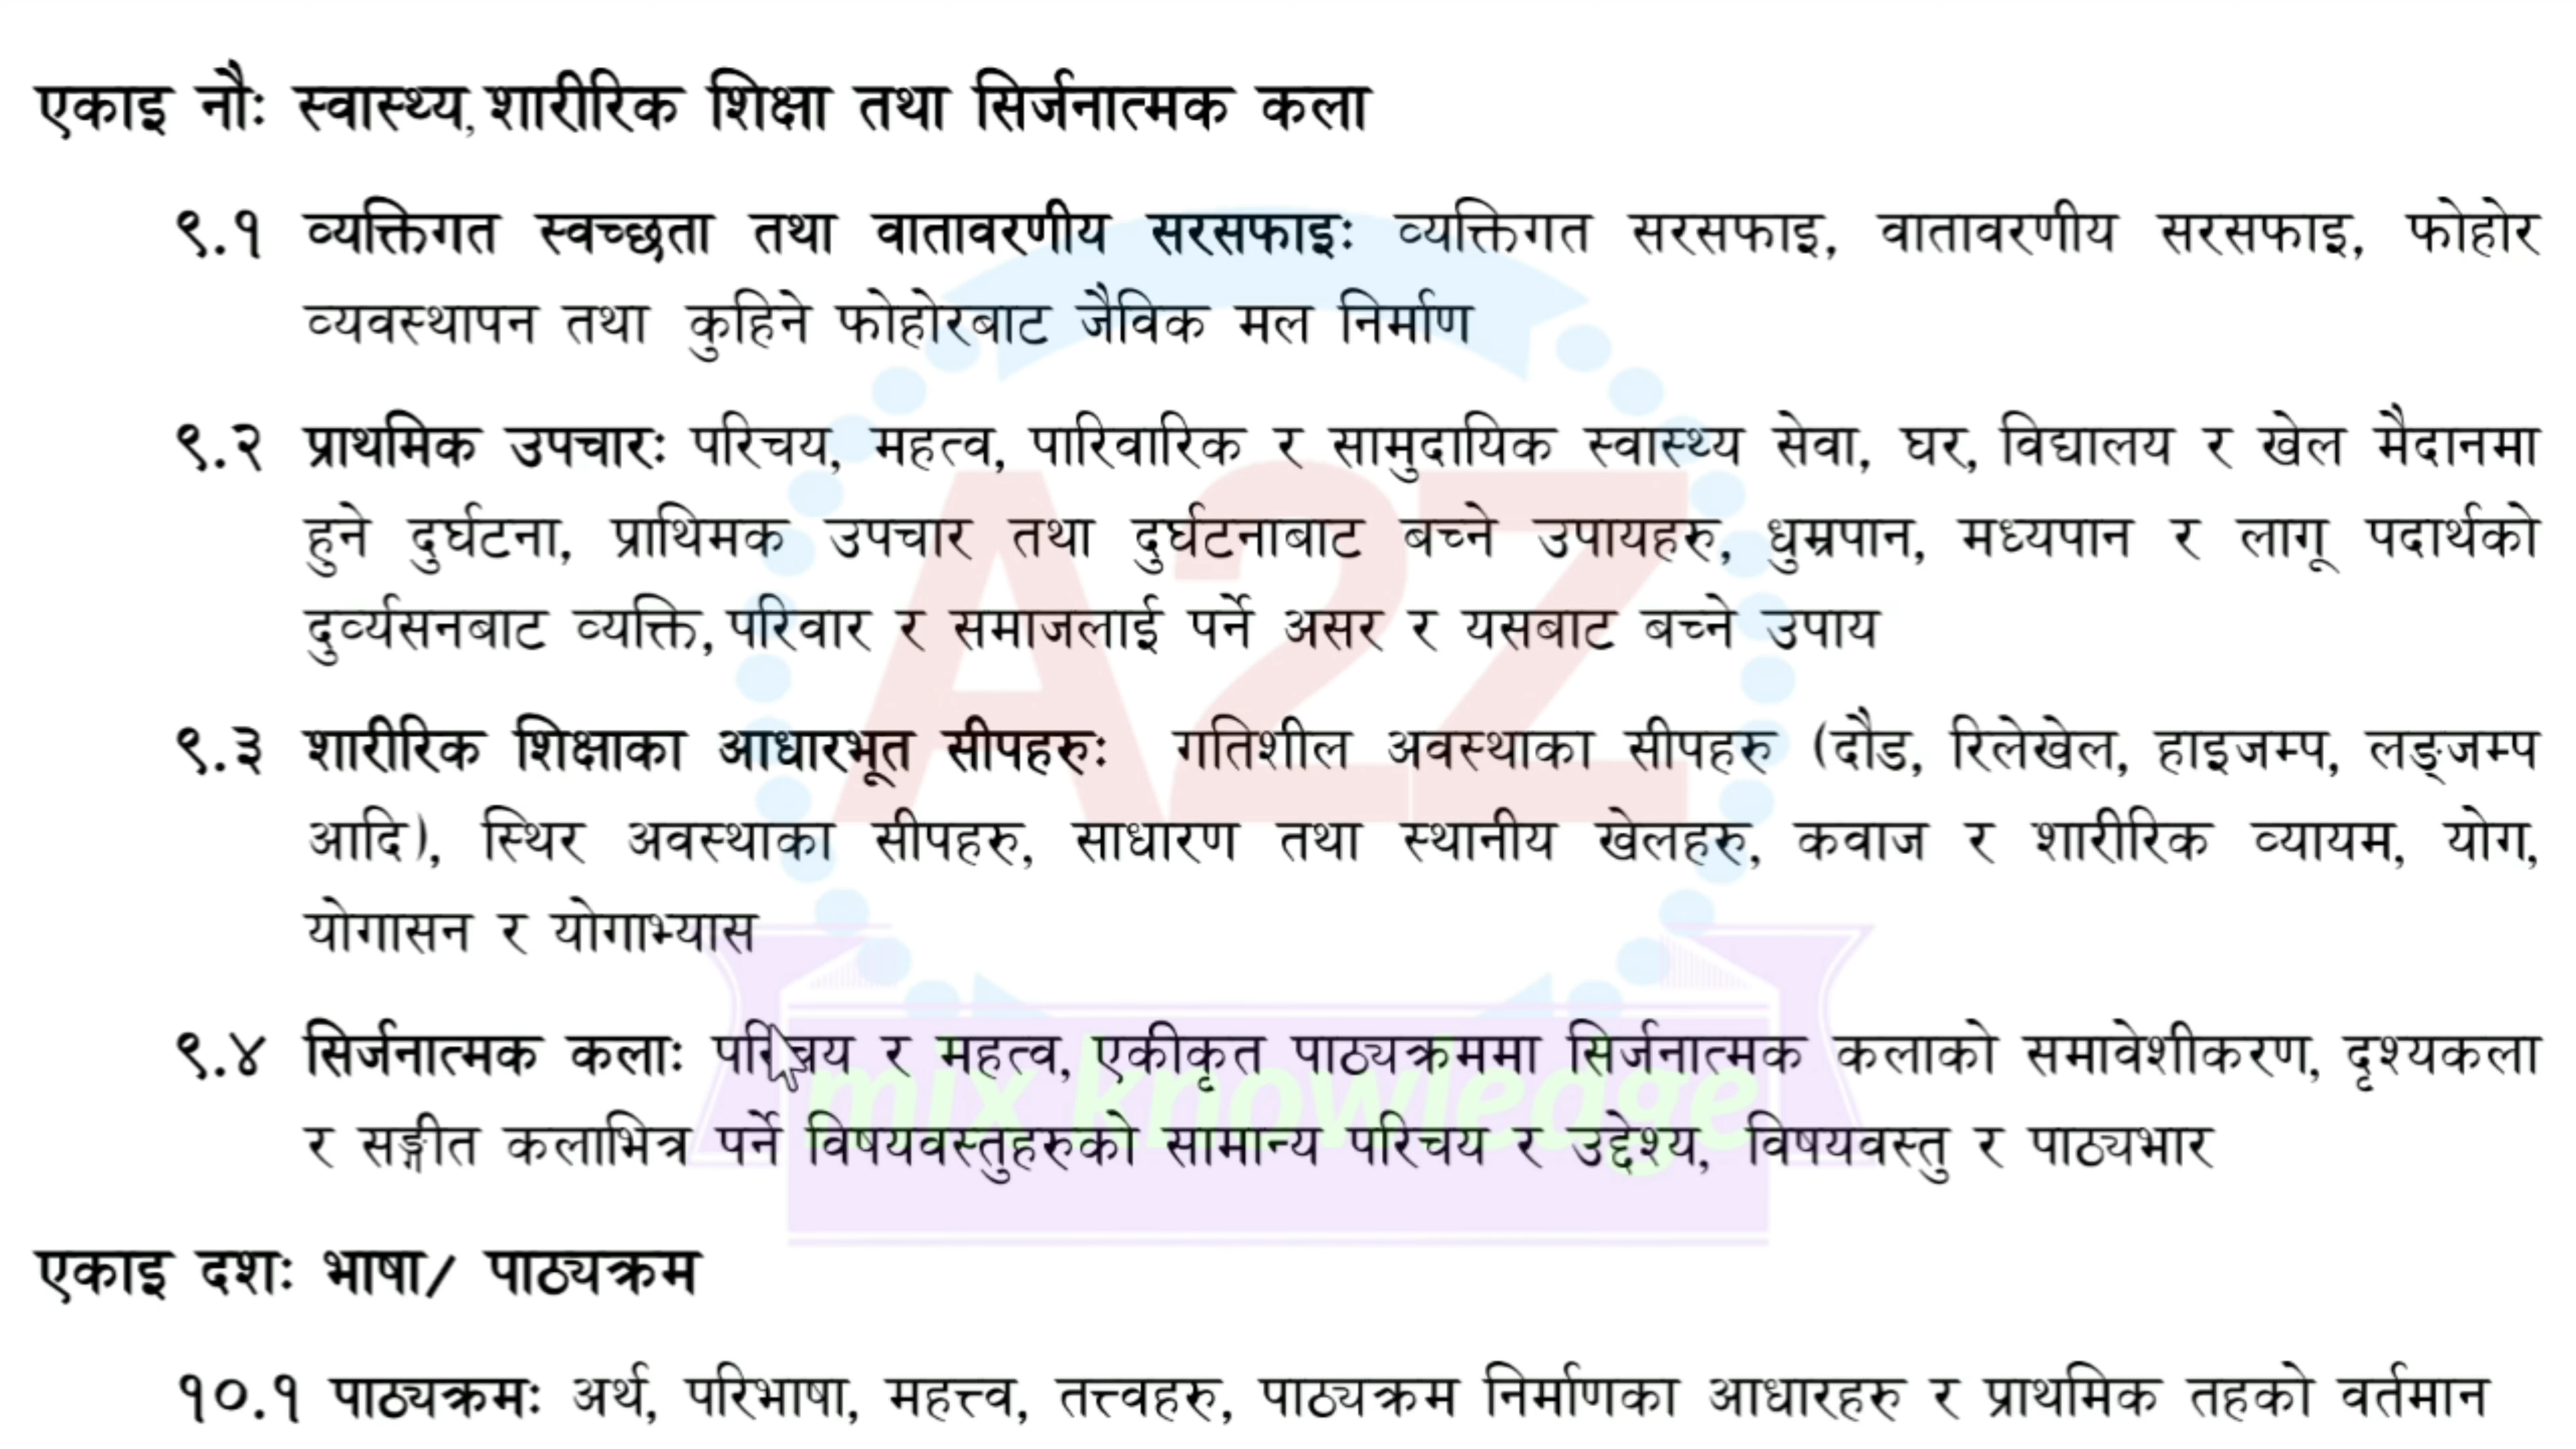 एकाइ नौः स्वास्थ्य, शारीरिक शिक्षा तथा सिर्जनात्मक कला
९.१ व्यक्तिगत स्वच्छता तथा वातावरणीय सरसफाइः व्यक्तिगत सरसफाइ, वातावरणीय सरसफाइ, फोहोर
व्यवस्थापन तथा कुहिने फोहोरबाट जैविक मल निर्माण
९.२ प्राथमिक उपचारः परिचय, महत्व, पारिवारिक र सामुदायिक स्वास्थ्य सेवा, घर, विद्यालय र खेल मैदानमा
हुने दुर्घटना, प्राथिमक उपचार तथा दुर्घटनाबाट बच्ने उपायहरु, धुम्रपान, मध्यपान र लागू पदार्थको
दुर्व्यसनबाट व्यक्ति, परिवार र समाजलाई पर्ने असर र यसबाट बच्ने उपाय
९.३ शारीरिक शिक्षाका आधारभूत सीपहरुः गतिशील अवस्थाका सीपहरु (दौड, रिलेखेल, हाइजम्प, लङ्जम्प
आदि), स्थिर अवस्थाका सीपहरु, साधारण तथा स्थानीय खेलहरु, कवाज र शारीरिक व्यायम, योग,
योगासन र योगाभ्यास
९.४ सिर्जनात्मक कलाः परिचय र महत्व, एकीकृत पाठ्यक्रममा सिर्जनात्मक कलाको समावेशीकरण, दृश्यकला
र सङ्गीत कलाभित्र पर्ने विषयवस्तुहरुको सामान्य परिचय र उद्देश्य, विषयवस्तु र पाठ्यभार
एकाइ दशः भाषा/ पाठ्यक्रम
१०.१ पाठ्यक्रमः अर्थ, परिभाषा, महत्त्व, तत्त्वहरु, पाठ्यक्रम निर्माणका आधारहरु र प्राथमिक तहको वर्तमान
A2Z
mix knowledge